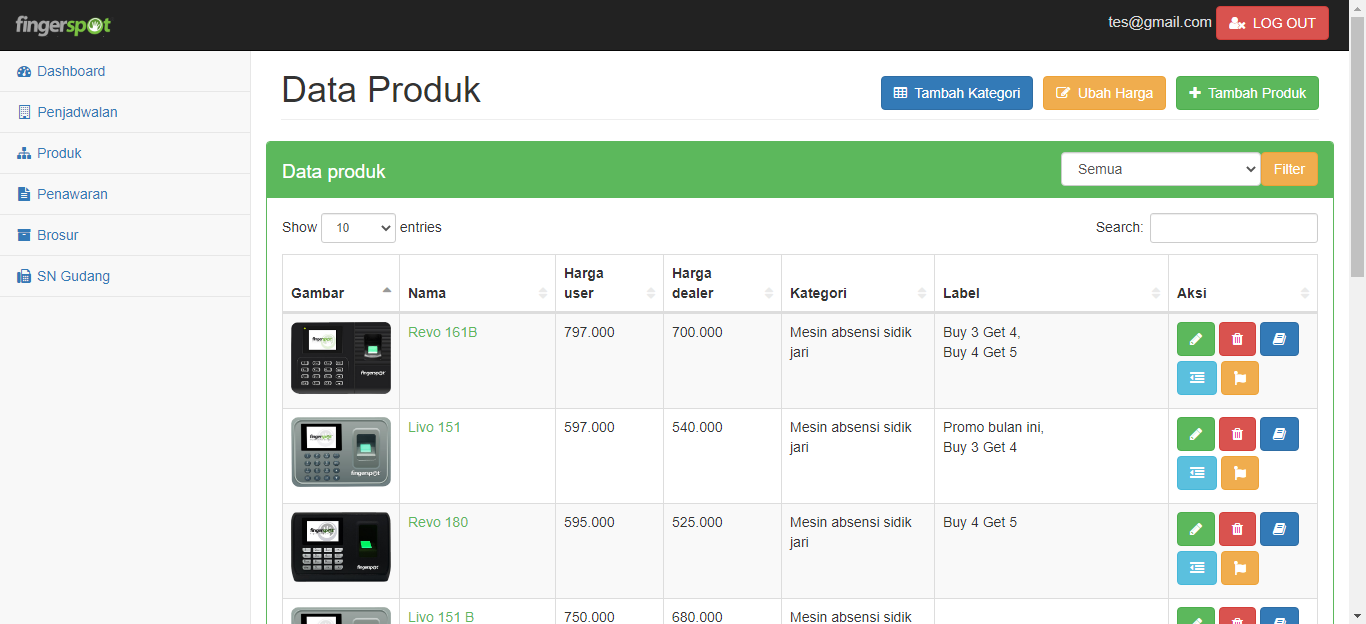 fingerspot
tes@gmail.com LOG OUT
Dashboard
Penjadwalan
Produk
Penawaran
Brosur
SN Gudang
Data Produk
Tambah Kategori
Ubah Harga
Tambah Produk
Data produk
Semua
Filter
Show 10 entries
Search:
Gambar Nama Harga user Harga dealer Kategori Label Aksi
Revo 161B 797.000 700.000 Mesin absensi sidik jari Buy 3 Get 4,
Buy 4 Get 5
Livo 151 597.000 540.000 Mesin absensi sidik jari Promo bulan ini,
Buy 3 Get 4
Revo 180 595.000 525.000 Mesin absensi sidik jari Buy 4 Get 5
Livo 151 B 750.000 680.000 Mesin absensi sidik